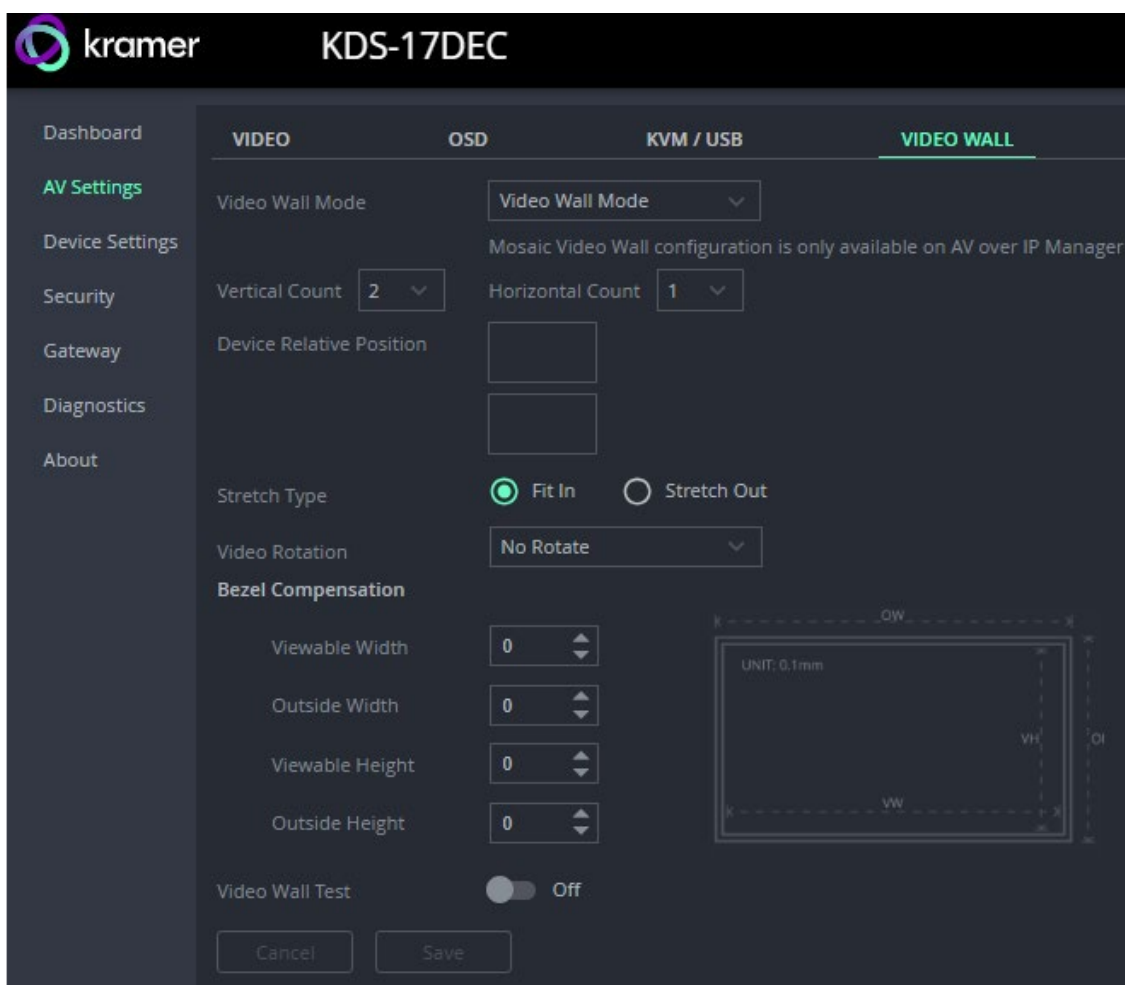 kramer KDS-17DEC
Dashboard
AV Settings
Device Settings
Security
Gateway
Diagnostics
About
VIDEO OSD KVM / USB VIDEO WALL
Video Wall Mode Video Wall Mode
Mosaic Video Wall configuration is only available on AV over IP Manager
Vertical Count 2 Horizontal Count 1
Device Relative Position
Stretch Type Fit In Stretch Out
Video Rotation No Rotate
Bezel Compensation
Viewable Width 0
Outside Width 0
Viewable Height 0
Outside Height 0
OW
UNIT: 0.1mm
VH
VW
Video Wall Test Off
Cancel Save